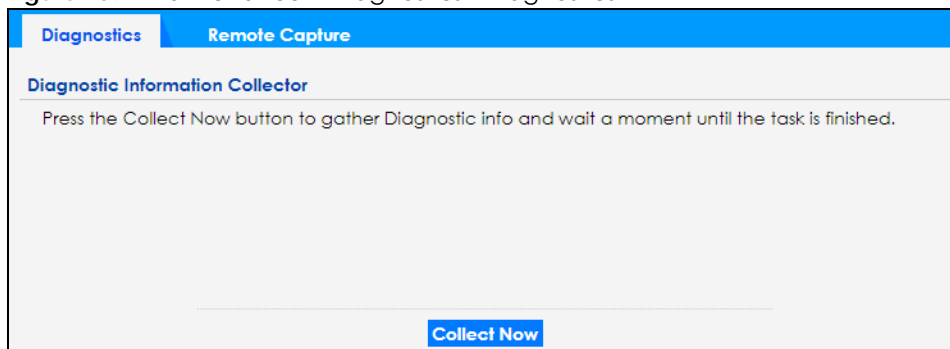 Diagnostics Remote Capture
Diagnostic Information Collector
Press the Collect Now button to gather Diagnostic info and wait a moment until the task is finished.
Collect Now